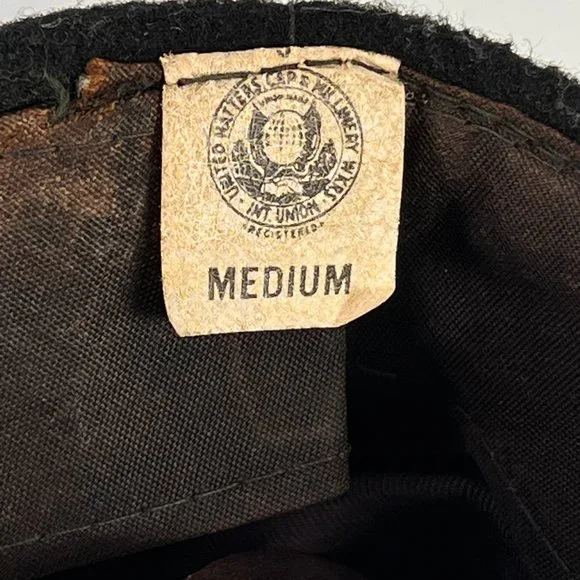 UNITED HATTERS, CAP & MILLINERY WKRS.
INT. UNION
REGISTERED
MEDIUM